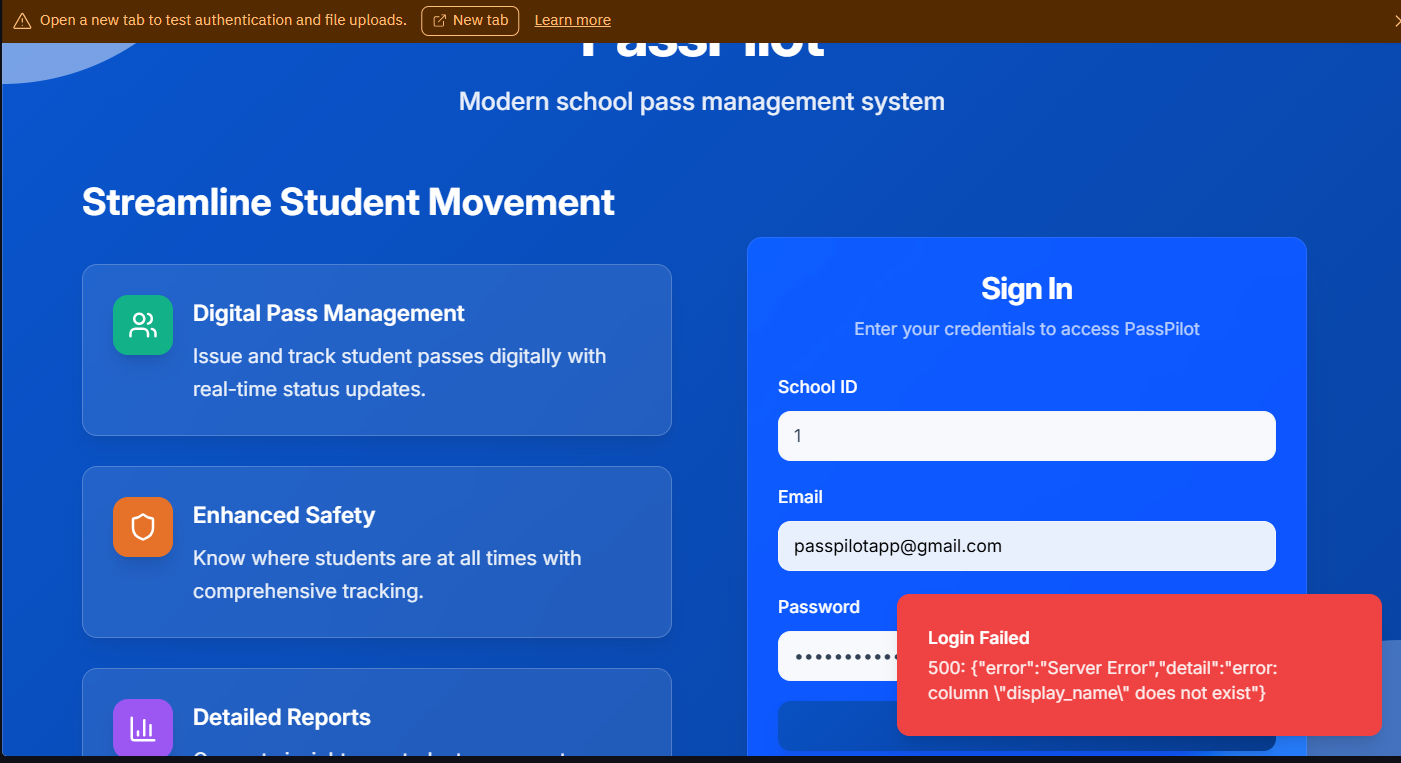 Open a new tab to test authentication and file uploads. New tab Learn more
PassPilot
Modern school pass management system
Streamline Student Movement
Digital Pass Management
Issue and track student passes digitally with
real-time status updates.
Enhanced Safety
Know where students are at all times with
comprehensive tracking.
Detailed Reports
Sign In
Enter your credentials to access PassPilot
School ID
1
Email
passpilotapp@gmail.com
Password
•••••••••••
Login Failed
500: {"error":"Server Error","detail":"error:
column \"display_name\" does not exist"}